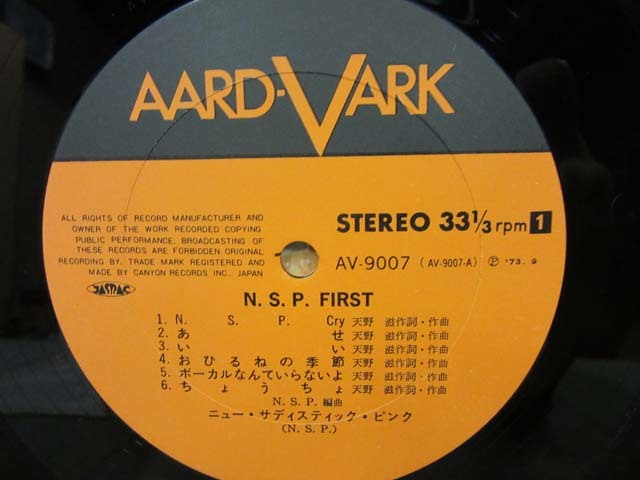 AARD-VARK
ALL RIGHTS OF RECORD MANUFACTURER AND
OWNER OF THE WORK RECORDED COPYING
PUBLIC PERFORMANCE, BROADCASTING OF
THESE RECORDS ARE FORBIDDEN ORIGINAL
RECORDING BY, TRADE MARK REGISTERED AND
MADE BY CANYON RECORDS INC., JAPAN
JASRAC
STEREO 33 1/3 rpm 1
AV-9007 (AV-9007-A) Ⓟ '73. 9
N. S. P. FIRST
1. N. S. P. Cry 天野 滋作詞・作曲
2. あせ 天野 滋作詞・作曲
3. いい 天野 滋作詞・作曲
4. おひるねの季節 天野 滋作詞・作曲
5. ボーカルなんていらないよ 天野 滋作詞・作曲
6. ちょうちょ 天野 滋作詞・作曲
N. S. P. 編曲
ニュー・サディスティック・ピンク
(N. S. P.)